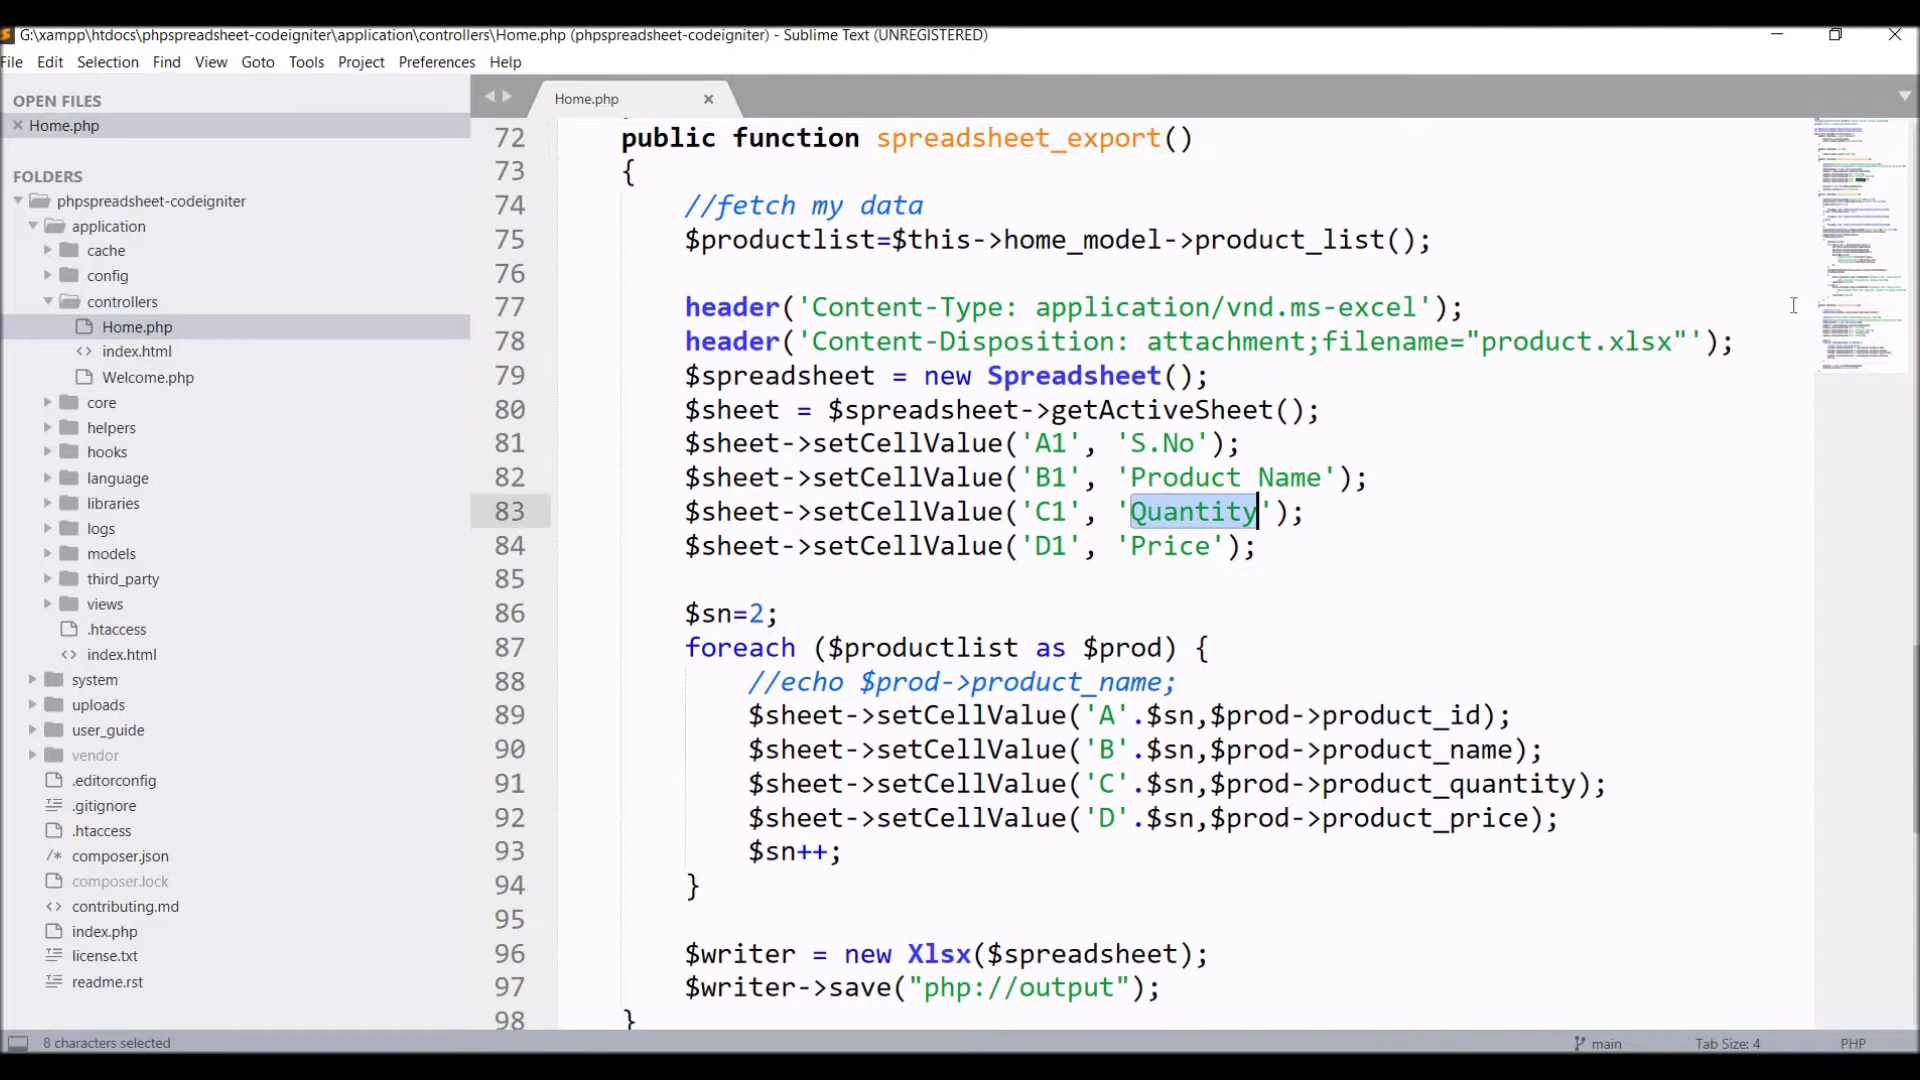 G:\xampp\htdocs\phpspreadsheet-codeigniter\application\controllers\Home.php (phpspreadsheet-codeigniter) - Sublime Text (UNREGISTERED)
File Edit Selection Find View Goto Tools Project Preferences Help
OPEN FILES
Home.php
FOLDERS
phpspreadsheet-codeigniter
application
cache
config
controllers
Home.php
index.html
Welcome.php
core
helpers
hooks
language
libraries
logs
models
third_party
views
.htaccess
index.html
system
uploads
user_guide
vendor
.editorconfig
.gitignore
.htaccess
composer.json
composer.lock
contributing.md
index.php
license.txt
readme.rst
Home.php
72 public function spreadsheet_export()
73 {
74 //fetch my data
75 $productlist=$this->home_model->product_list();
76
77 header('Content-Type: application/vnd.ms-excel');
78 header('Content-Disposition: attachment;filename="product.xlsx"');
79 $spreadsheet = new Spreadsheet();
80 $sheet = $spreadsheet->getActiveSheet();
81 $sheet->setCellValue('A1', 'S.No');
82 $sheet->setCellValue('B1', 'Product Name');
83 $sheet->setCellValue('C1', 'Quantity');
84 $sheet->setCellValue('D1', 'Price');
85
86 $sn=2;
87 foreach ($productlist as $prod) {
88 //echo $prod->product_name;
89 $sheet->setCellValue('A'.$sn,$prod->product_id);
90 $sheet->setCellValue('B'.$sn,$prod->product_name);
91 $sheet->setCellValue('C'.$sn,$prod->product_quantity);
92 $sheet->setCellValue('D'.$sn,$prod->product_price);
93 $sn++;
94 }
95
96 $writer = new Xlsx($spreadsheet);
97 $writer->save("php://output");
98 }
8 characters selected
main Tab Size: 4 PHP